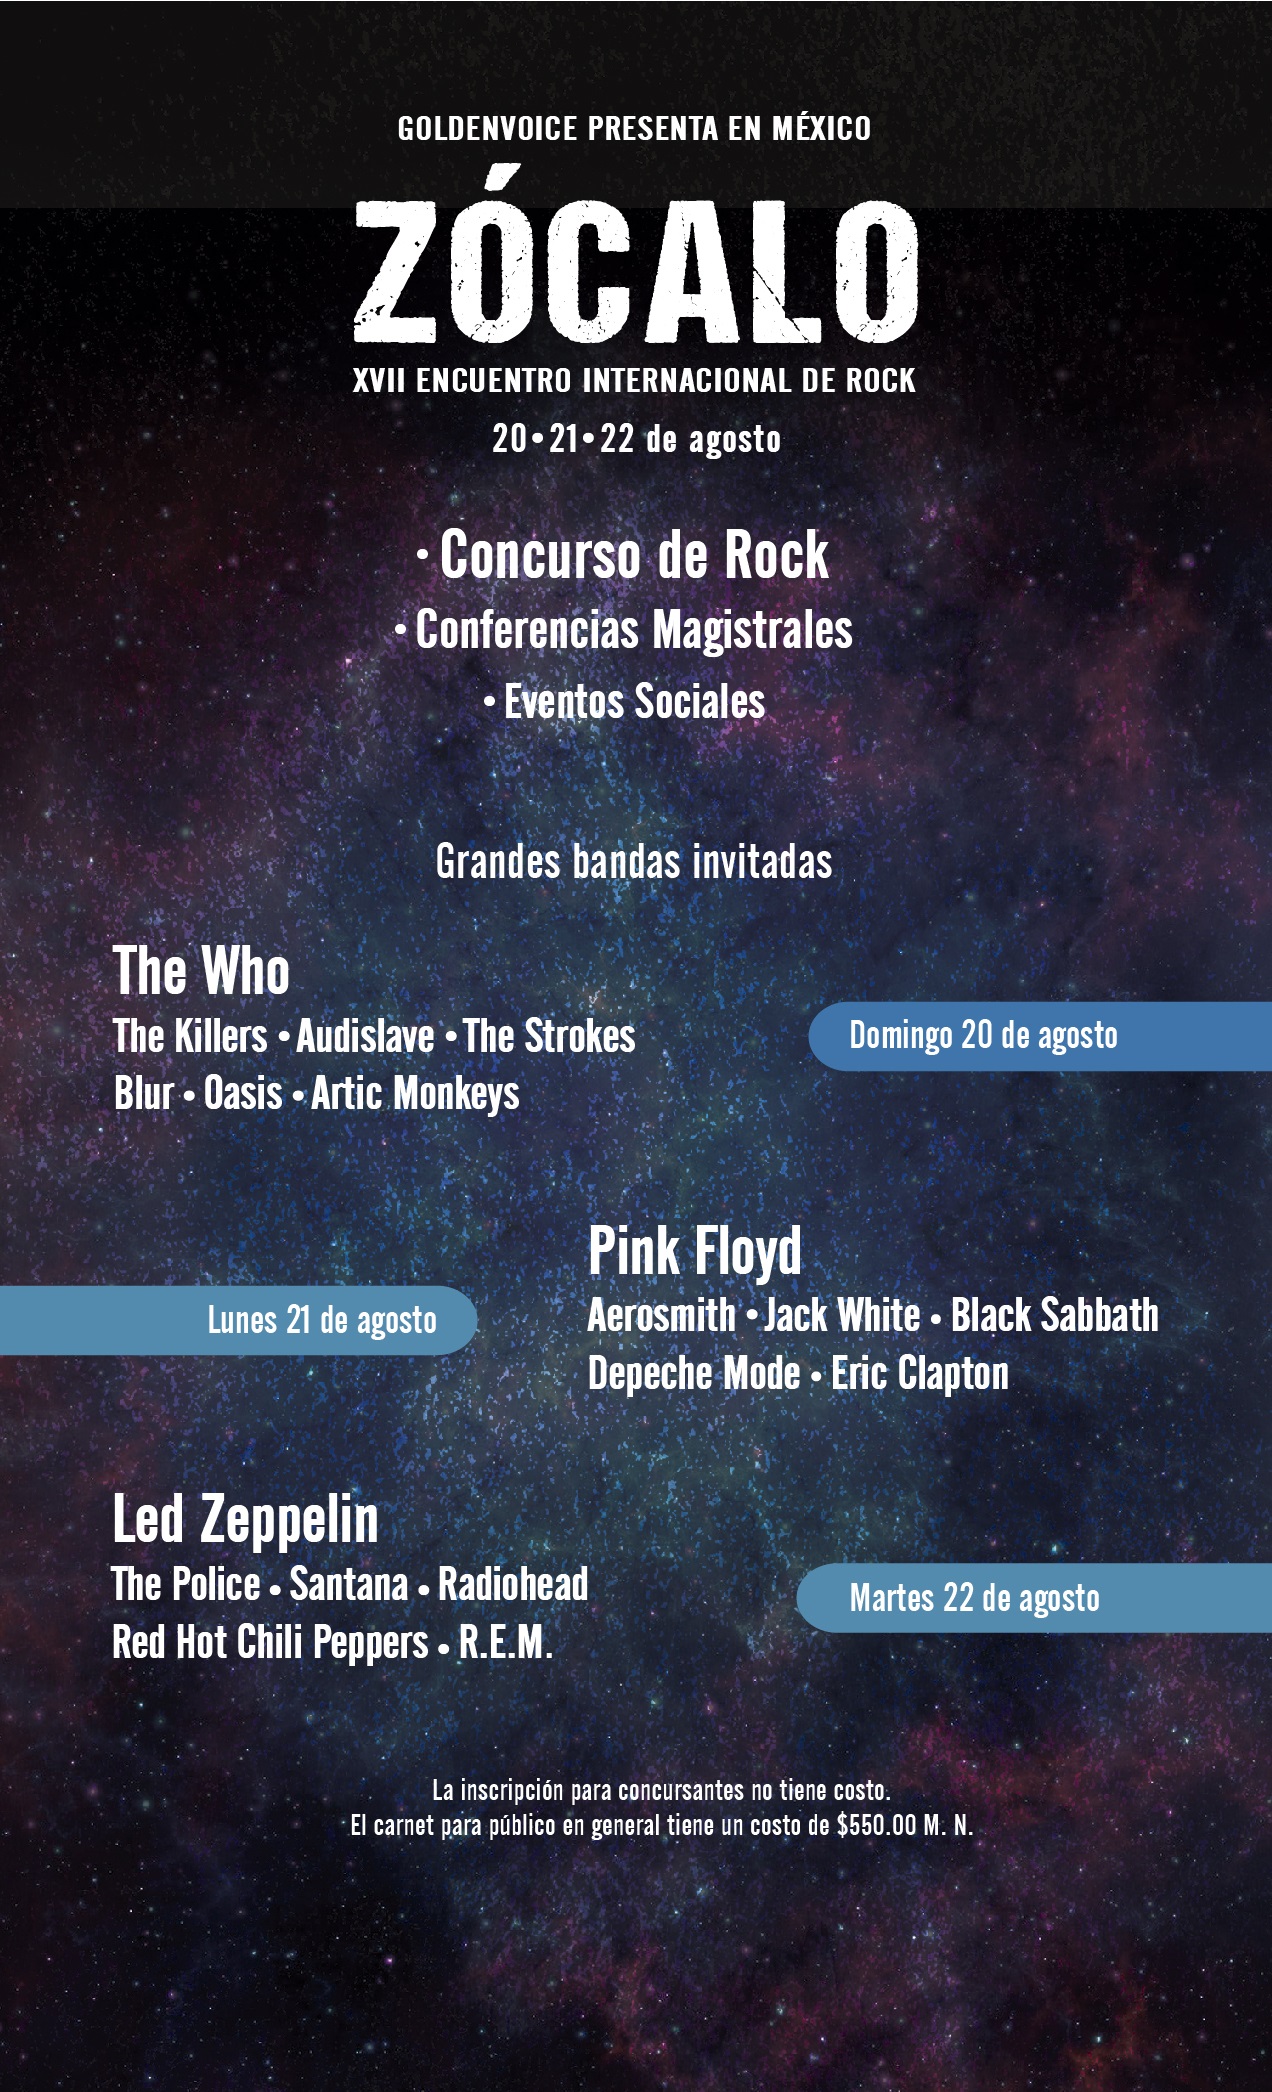 GOLDENVOICE PRESENTA EN MÉXICO
ZÓCALO
XVII ENCUENTRO INTERNACIONAL DE ROCK
20•21•22 de agosto
• Concurso de Rock
• Conferencias Magistrales
• Eventos Sociales
Grandes bandas invitadas
The Who
The Killers • Audislave • The Strokes
Blur • Oasis • Artic Monkeys
Domingo 20 de agosto
Pink Floyd
Aerosmith • Jack White • Black Sabbath
Depeche Mode • Eric Clapton
Lunes 21 de agosto
Led Zeppelin
The Police • Santana • Radiohead
Red Hot Chili Peppers • R.E.M.
Martes 22 de agosto
La inscripción para concursantes no tiene costo.
El carnet para público en general tiene un costo de $550.00 M. N.